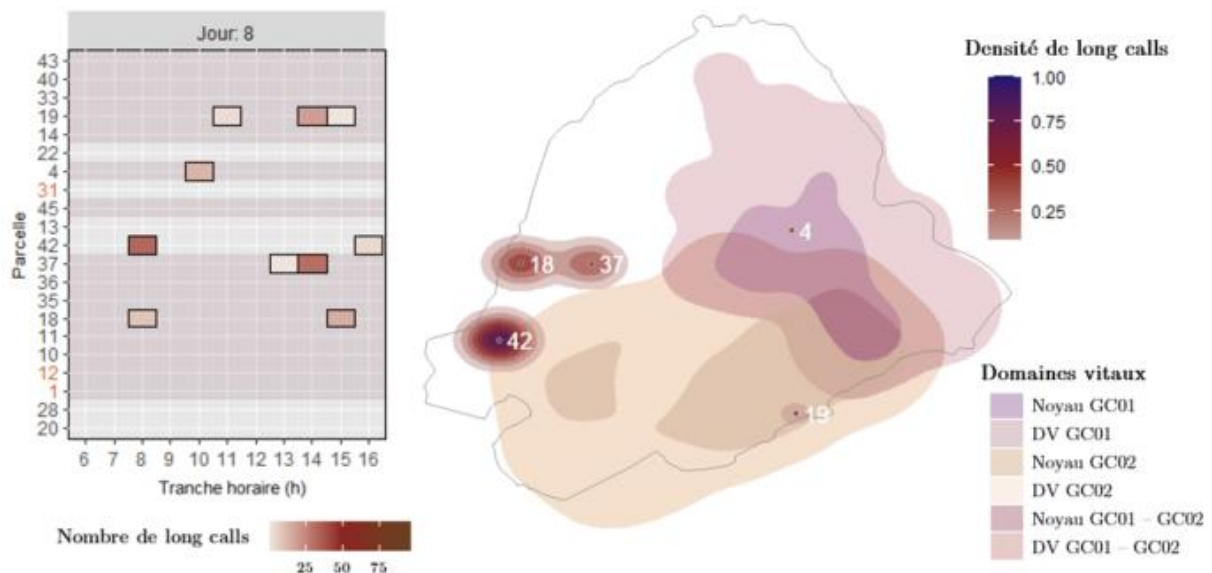 Jour: 8
Parcelle
43
40
33
19
14
22
4
31
45
13
42
37
36
35
18
11
10
12
1
28
20
6 7 8 9 10 11 12 13 14 15 16
Tranche horaire (h)
Nombre de long calls
25 50 75
4
18
37
42
19
Densité de long calls
1.00
0.75
0.50
0.25
Domaines vitaux
Noyau GC01
DV GC01
Noyau GC02
DV GC02
Noyau GC01 – GC02
DV GC01 – GC02